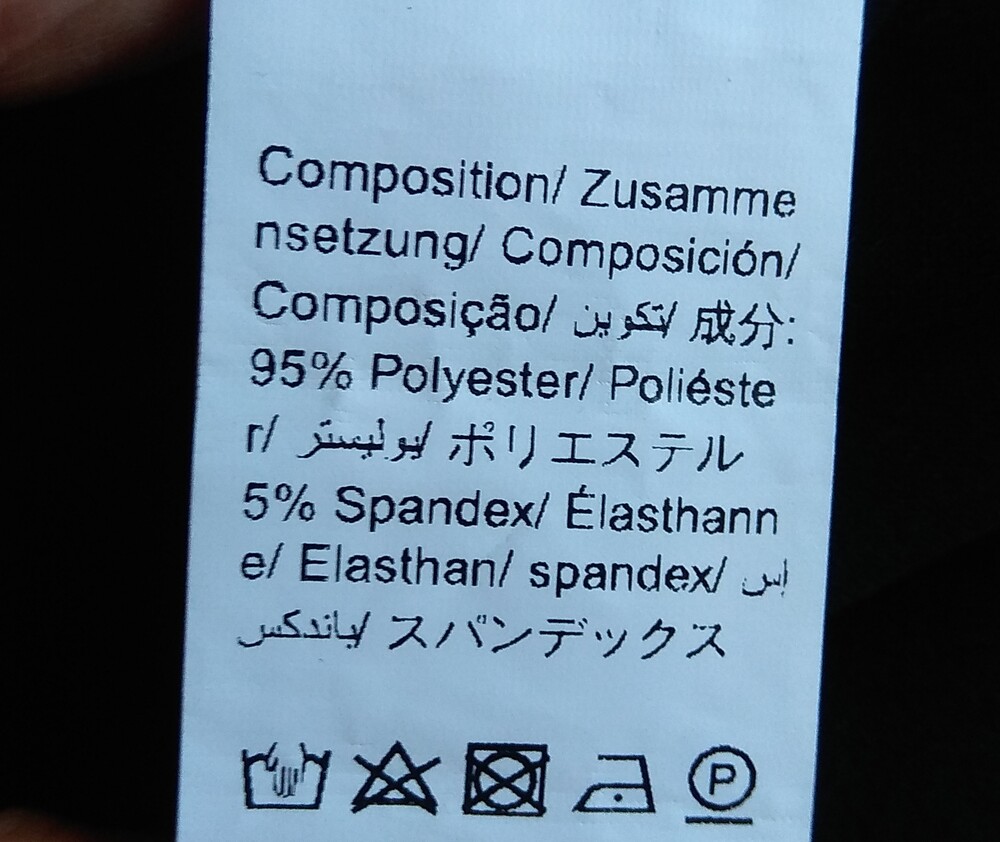 Composition/ Zusamme
nsetzung/ Composición/
Composição/ تكوين/ 成分:
95% Polyester/ Poliéste
r/ بوليستر/ ポリエステル
5% Spandex/ Élasthann
e/ Elasthan/ spandex/ اس
باندكس/ スパンデックス
P